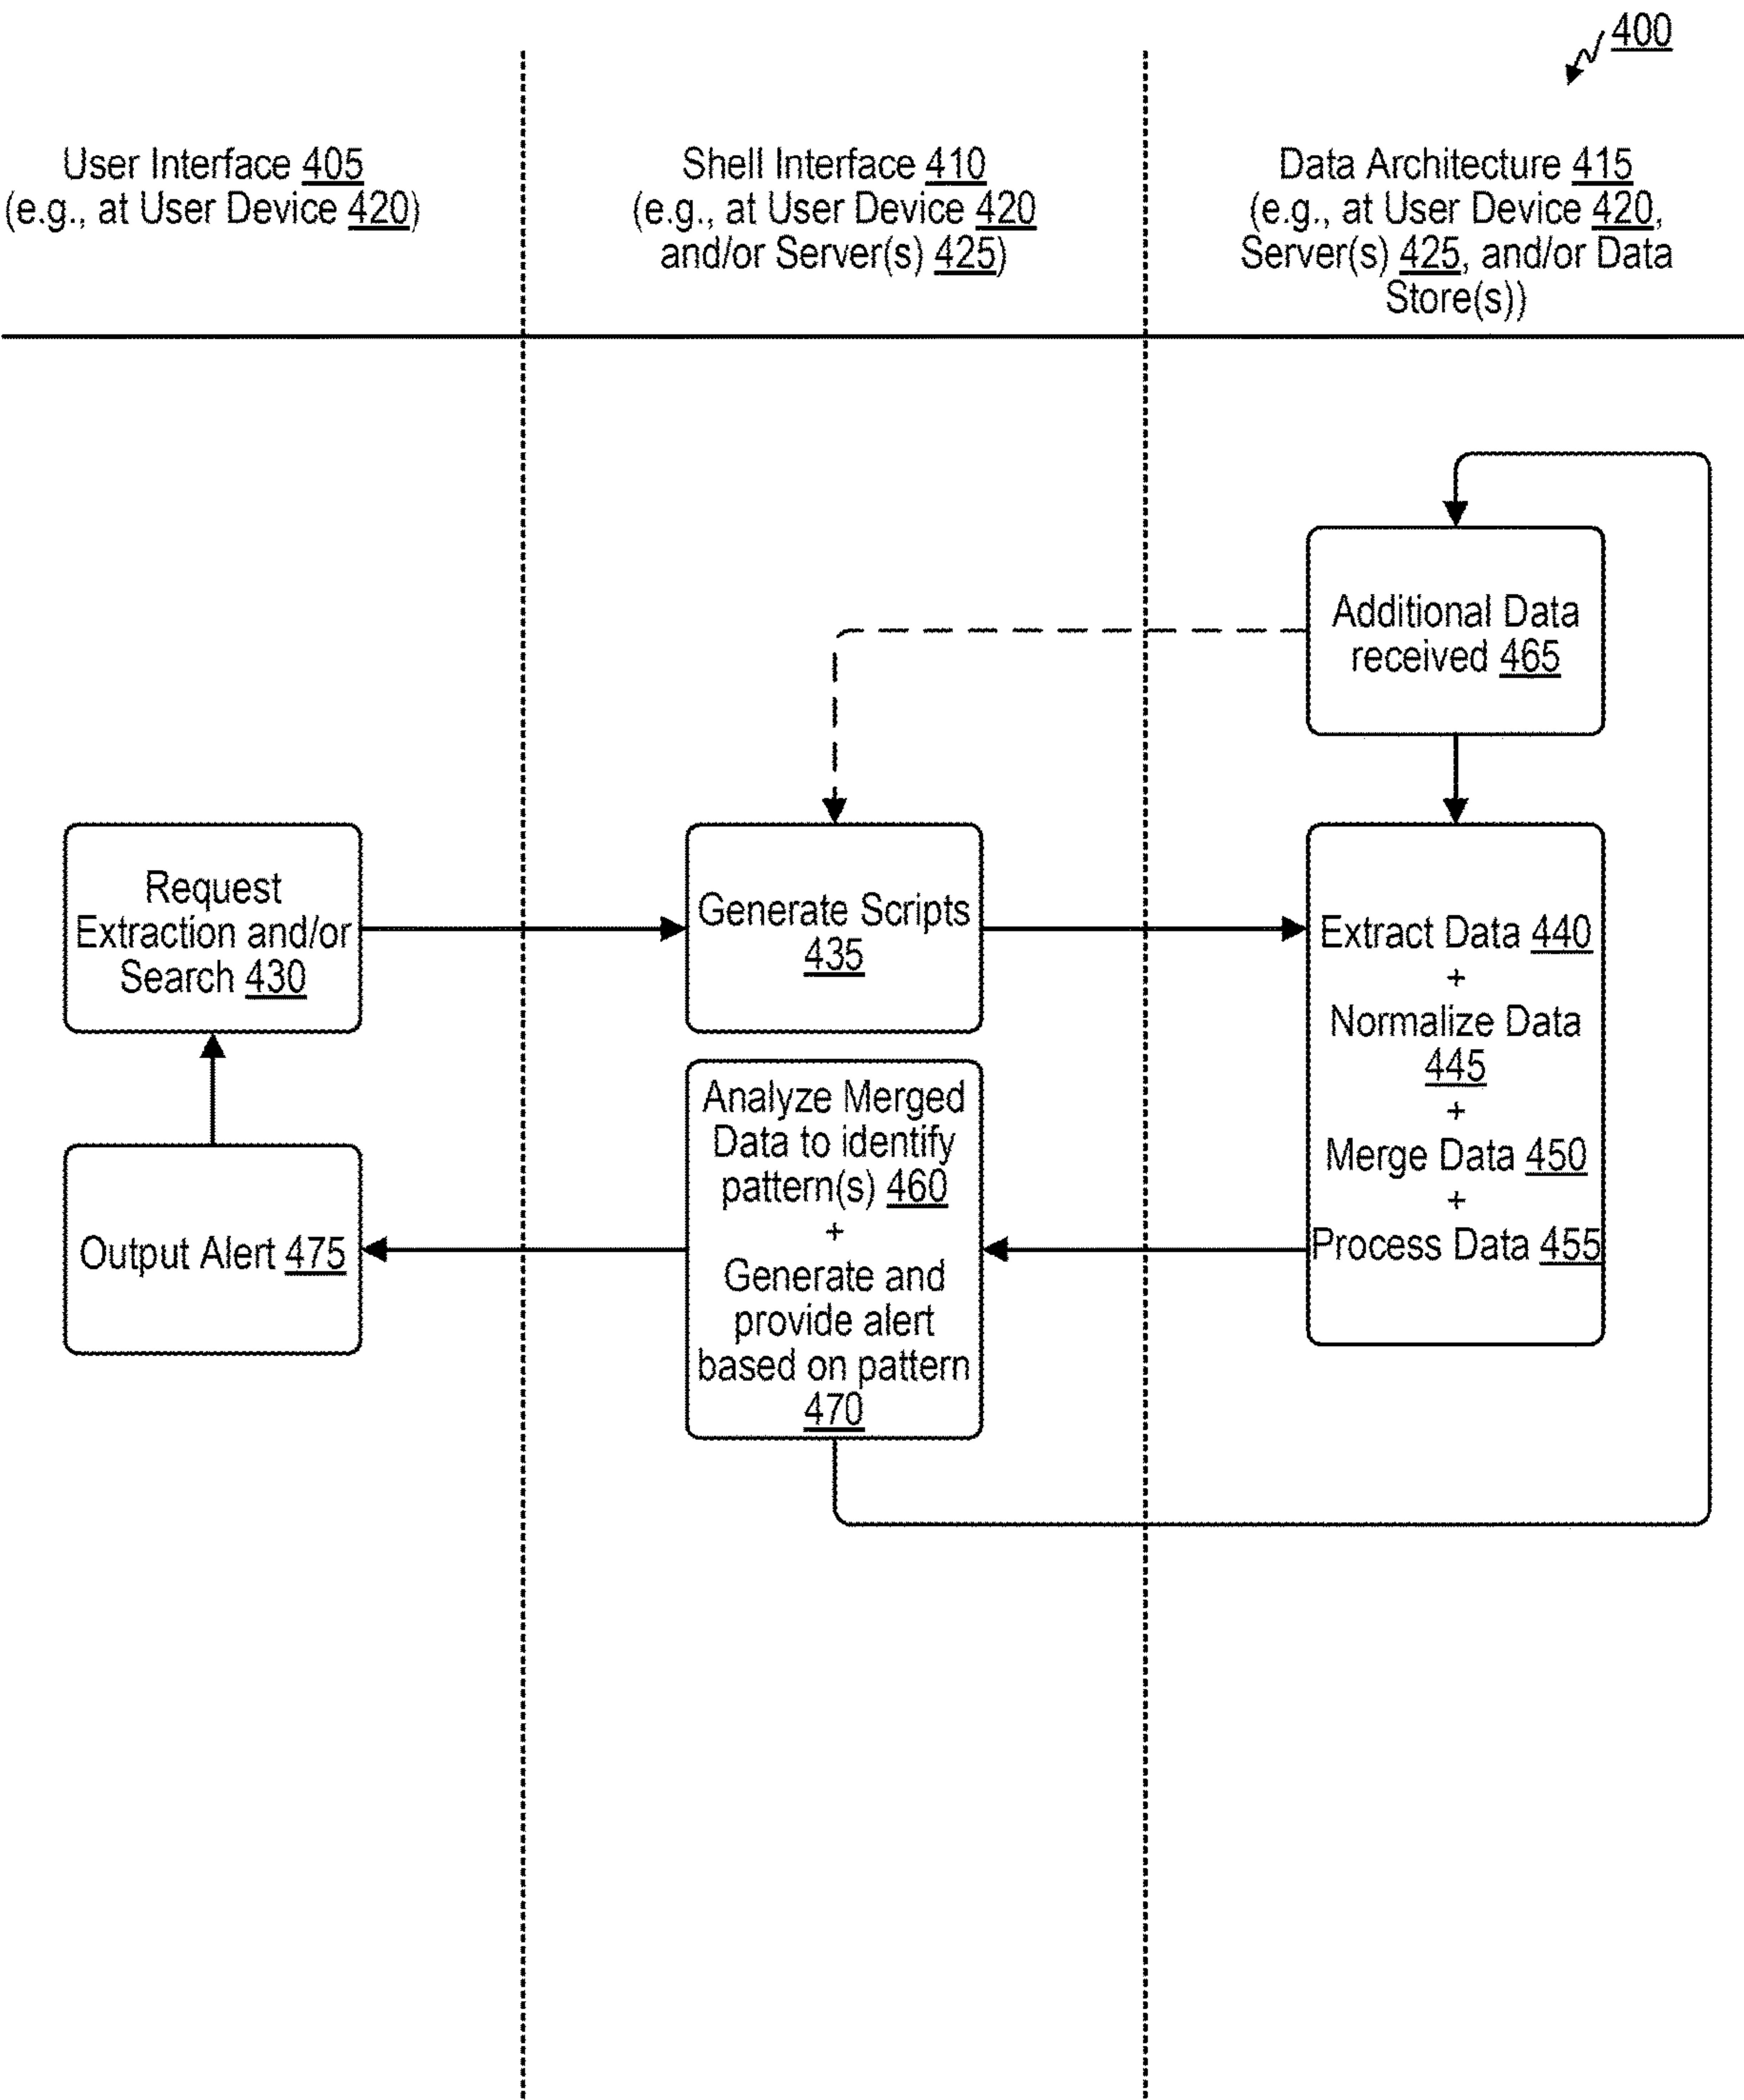 400
User Interface 405
(e.g., at User Device 420)
Shell Interface 410
(e.g., at User Device 420
and/or Server(s) 425)
Data Architecture 415
(e.g., at User Device 420,
Server(s) 425, and/or Data
Store(s))
Additional Data
received 465
Request
Extraction and/or
Search 430
Generate Scripts
435
Extract Data 440
+
Normalize Data
445
+
Merge Data 450
+
Process Data 455
Analyze Merged
Data to identify
pattern(s) 460
+
Generate and
provide alert
based on pattern
470
Output Alert 475